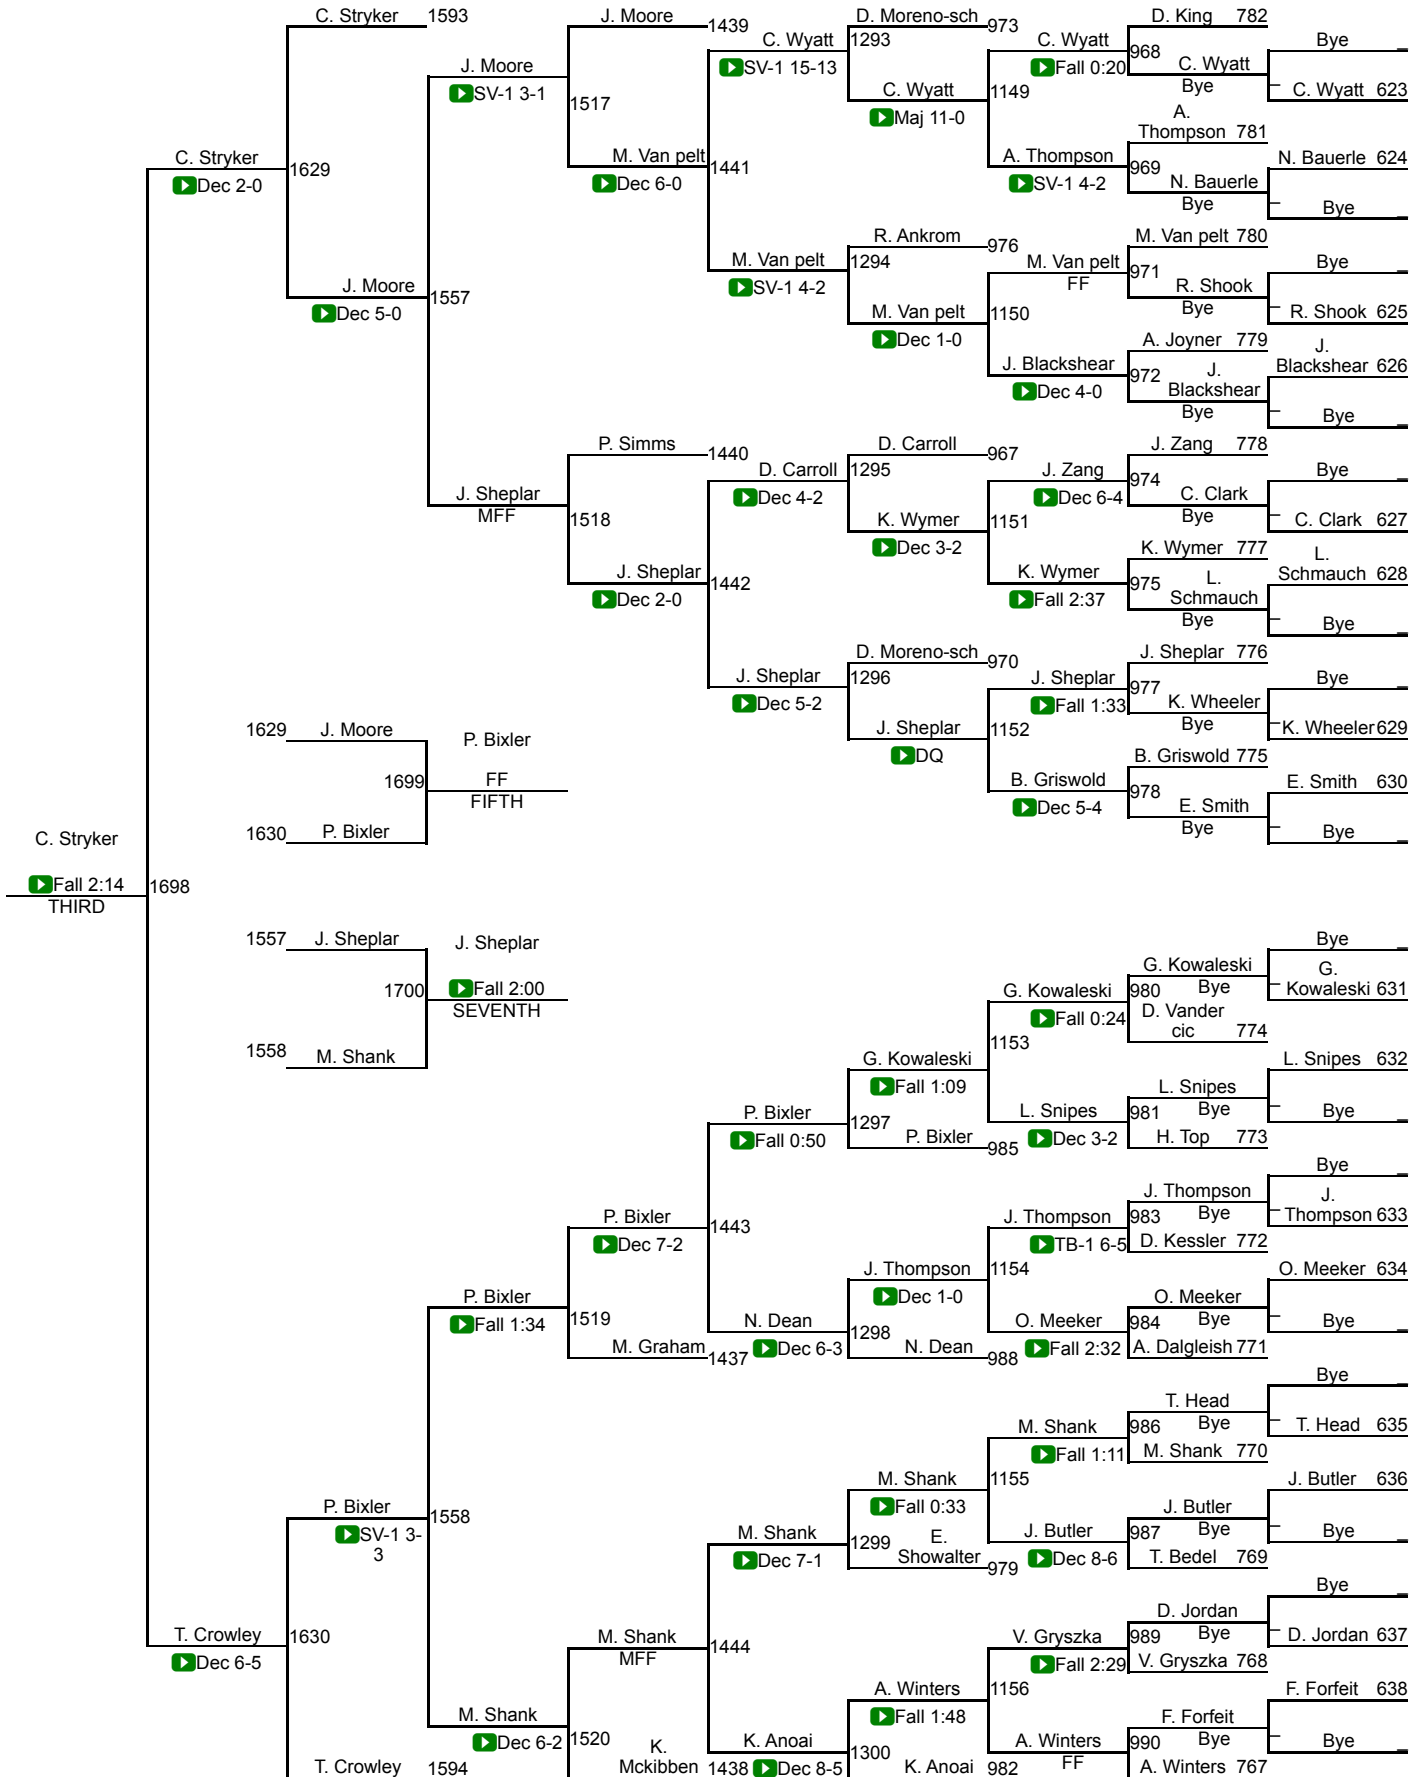 C. Stryker 1593
J. Moore 1439
D. Moreno-sch 973
D. King 782
J. Moore
SV-1 3-1
C. Wyatt 1293
SV-1 15-13
C. Wyatt
Fall 0:20
968
C. Wyatt
Bye
Bye
C. Wyatt 623
1517
C. Wyatt
Maj 11-0
1149
A.
Thompson 781
C. Stryker
Dec 2-0
1629
M. Van pelt
Dec 6-0
1441
A. Thompson
SV-1 4-2
969
N. Bauerle
Bye
N. Bauerle 624
Bye
R. Ankrom 976
M. Van pelt 780
M. Van pelt
SV-1 4-2
1294
M. Van pelt
FF
971
R. Shook
Bye
Bye
R. Shook 625
J. Moore
Dec 5-0
1557
M. Van pelt
Dec 1-0
1150
A. Joyner 779
J. Blackshear
Dec 4-0
972
J.
Blackshear
Bye
J.
Blackshear 626
Bye
P. Simms 1440
D. Carroll 967
J. Zang 778
D. Carroll
Dec 4-2
1295
J. Zang
Dec 6-4
974
C. Clark
Bye
Bye
C. Clark 627
J. Sheplar
MFF
1518
K. Wymer
Dec 3-2
1151
K. Wymer 777
J. Sheplar
Dec 2-0
1442
K. Wymer
Fall 2:37
975
L.
Schmauch
Bye
L.
Schmauch 628
Bye
D. Moreno-sch 970
J. Sheplar 776
J. Sheplar
Dec 5-2
1296
J. Sheplar
Fall 1:33
977
K. Wheeler
Bye
Bye
K. Wheeler 629
1629 J. Moore
P. Bixler
J. Sheplar
DQ
1152
B. Griswold 775
1699
FF
FIFTH
B. Griswold
Dec 5-4
978
E. Smith
Bye
E. Smith 630
Bye
1630 P. Bixler
C. Stryker
Fall 2:14
THIRD
1698
1557 J. Sheplar
J. Sheplar
Bye
1700
Fall 2:00
SEVENTH
G. Kowaleski
Fall 0:24
G. Kowaleski
980 Bye
D. Vander
cic 774
G.
Kowaleski 631
1558 M. Shank
1153
G. Kowaleski
Fall 1:09
L. Snipes 632
P. Bixler
Fall 0:50
1297
P. Bixler 985
L. Snipes
Dec 3-2
L. Snipes
981 Bye
H. Top 773
Bye
Bye
P. Bixler
Dec 7-2
1443
J. Thompson
TB-1 6-5
J. Thompson
983 Bye
D. Kessler 772
J.
Thompson 633
J. Thompson
Dec 1-0
1154
O. Meeker 634
P. Bixler
Fall 1:34
1519
N. Dean
Dec 6-3
1298
O. Meeker
Fall 2:32
O. Meeker
984 Bye
A. Dalgleish 771
Bye
M. Graham 1437
N. Dean 988
Bye
M. Shank
Fall 1:11
T. Head
986 Bye
M. Shank 770
T. Head 635
M. Shank
Fall 0:33
1155
J. Butler 636
P. Bixler
SV-1 3-
3
1558
M. Shank
Dec 7-1
1299
E.
Showalter 979
J. Butler
Dec 8-6
J. Butler
987 Bye
T. Bedel 769
Bye
Bye
T. Crowley
Dec 6-5
1630
M. Shank
MFF
1444
V. Gryszka
Fall 2:29
D. Jordan
989 Bye
V. Gryszka 768
D. Jordan 637
A. Winters
Fall 1:48
1156
F. Forfeit 638
M. Shank
Dec 6-2
1520
K. Anoai
Dec 8-5
1300
A. Winters
FF
F. Forfeit
990 Bye
A. Winters 767
Bye
T. Crowley 1594
K.
Mckibben 1438
K. Anoai 982